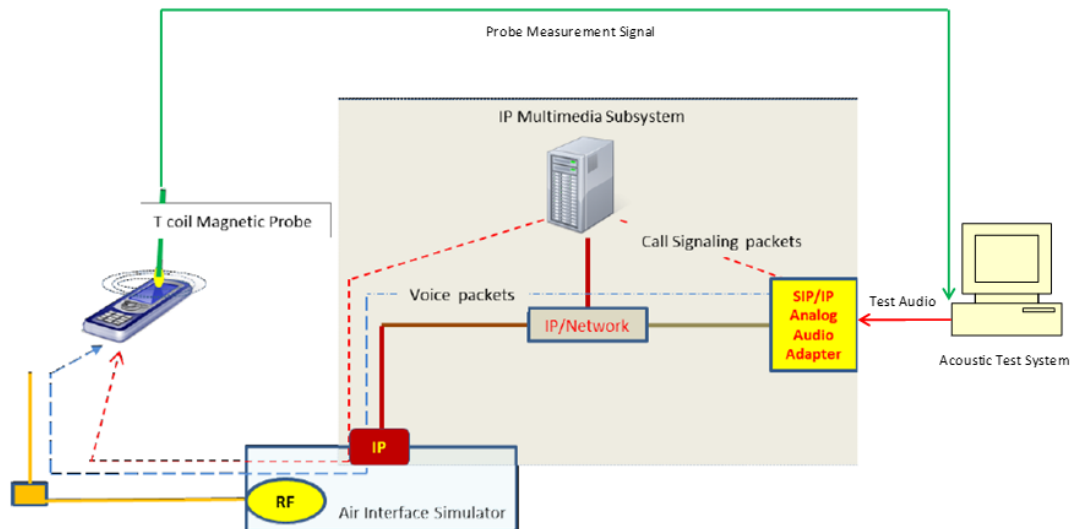 Probe Measurement Signal
IP Multimedia Subsystem
T coil Magnetic Probe
Call Signaling packets
Voice packets
IP/Network
SIP/IP
Analog
Audio
Adapter
Test Audio
Acoustic Test System
IP
RF
Air Interface Simulator